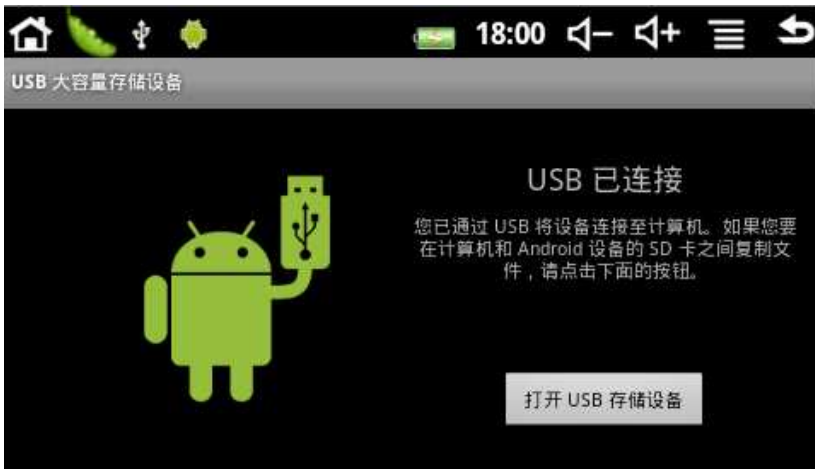 18:00
USB 大容量存储设备
USB 已连接
您已通过 USB 将设备连接至计算机。如果您要
在计算机和 Android 设备的 SD 卡之间复制文
件，请点击下面的按钮。
打开 USB 存储设备